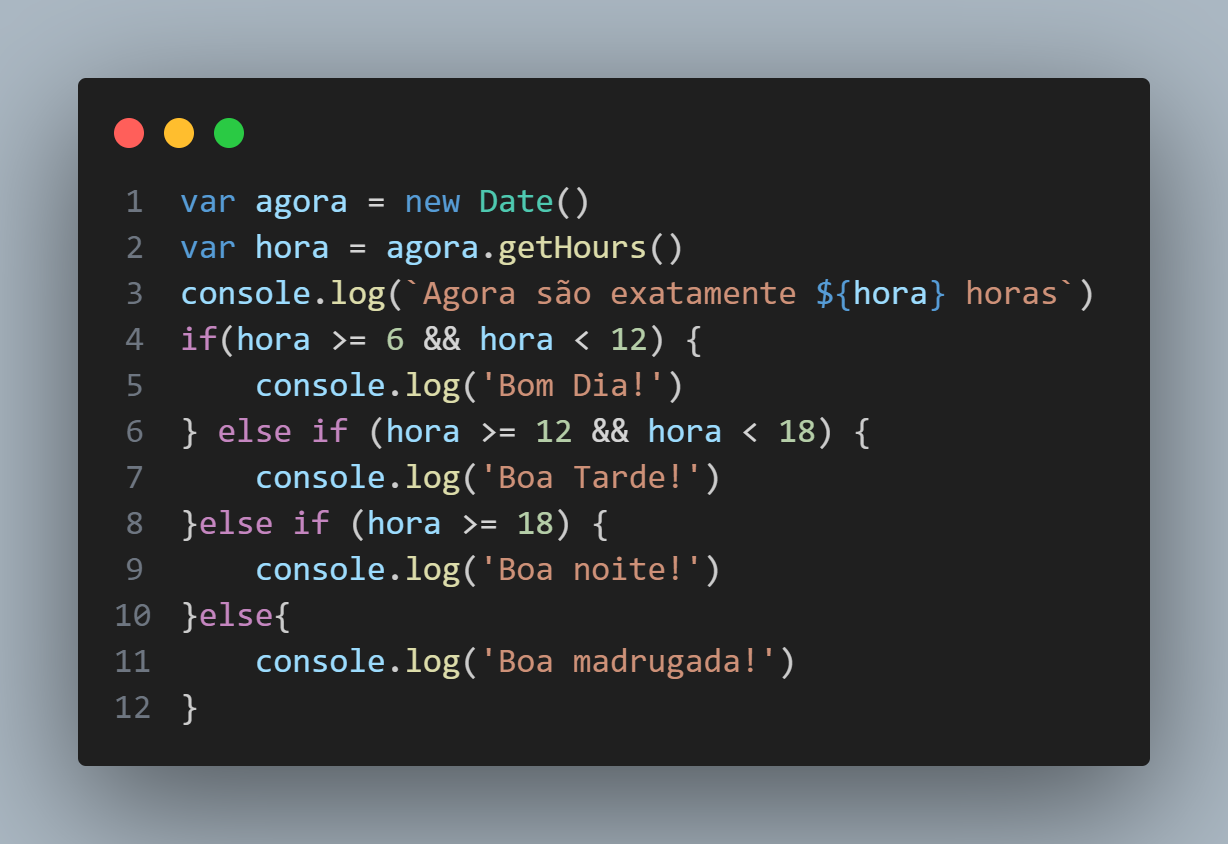 1 var agora = new Date()
2 var hora = agora.getHours()
3 console.log(`Agora são exatamente ${hora} horas`)
4 if(hora >= 6 && hora < 12) {
5     console.log('Bom Dia!')
6 } else if (hora >= 12 && hora < 18) {
7     console.log('Boa Tarde!')
8 }else if (hora >= 18) {
9     console.log('Boa noite!')
10 }else{
11     console.log('Boa madrugada!')
12 }